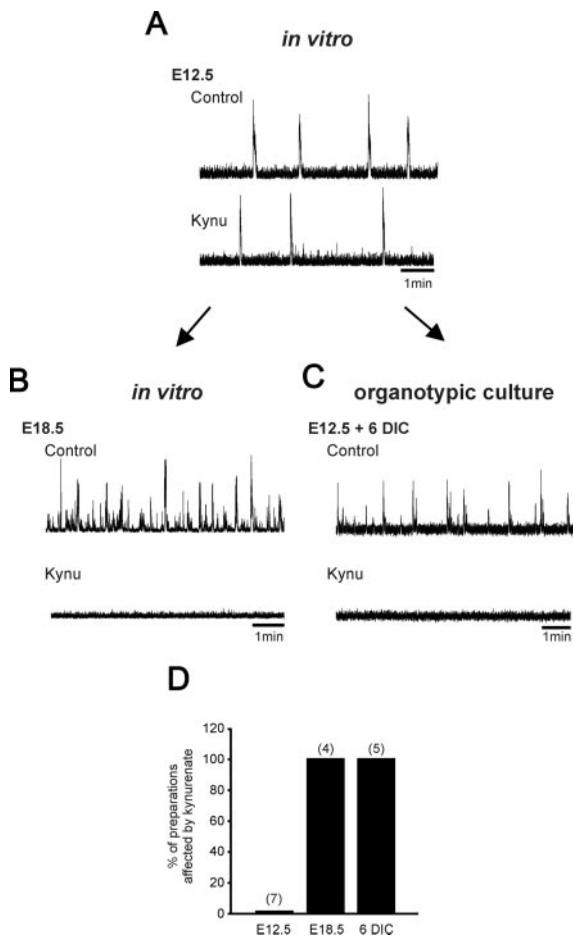 A
in vitro
E12.5
Control
Kynu
1min
B
in vitro
E18.5
Control
Kynu
1min
C
organotypic culture
E12.5 + 6 DIC
Control
Kynu
1min
D
% of preparations
affected by kynurenate
120
100
80
60
40
20
0
(7)
(4)
(5)
E12.5
E18.5
6 DIC